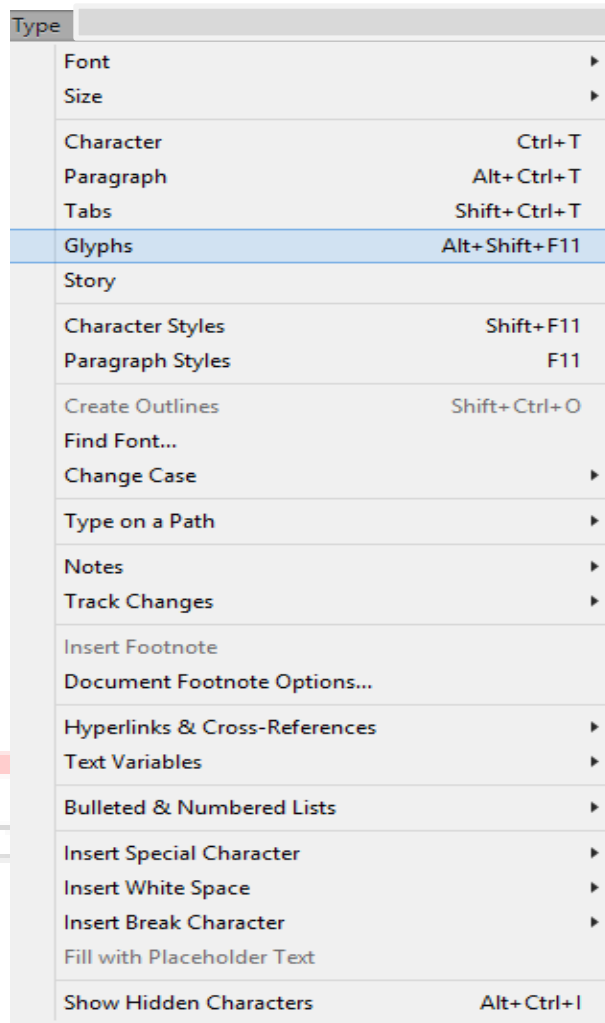 Type
Font
Size
Character Ctrl+T
Paragraph Alt+Ctrl+T
Tabs Shift+Ctrl+T
Glyphs Alt+Shift+F11
Story
Character Styles Shift+F11
Paragraph Styles F11
Create Outlines Shift+Ctrl+O
Find Font...
Change Case
Type on a Path
Notes
Track Changes
Insert Footnote
Document Footnote Options...
Hyperlinks & Cross-References
Text Variables
Bulleted & Numbered Lists
Insert Special Character
Insert White Space
Insert Break Character
Fill with Placeholder Text
Show Hidden Characters Alt+Ctrl+I